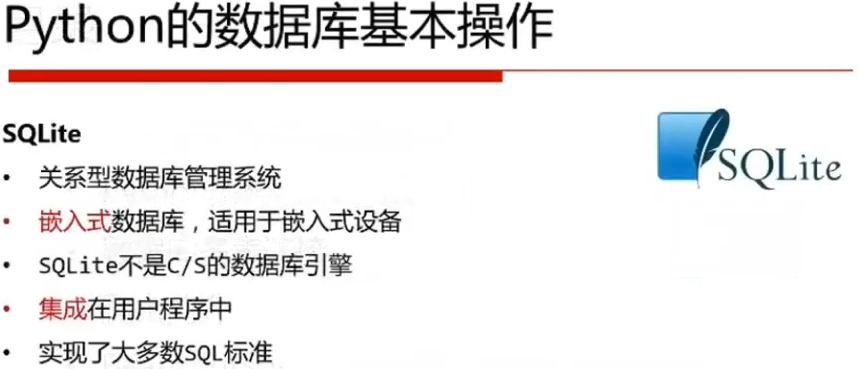 Python的数据库基本操作
SQLite
SQLite
• 关系型数据库管理系统
• 嵌入式数据库，适用于嵌入式设备
• SQLite不是C/S的数据库引擎
• 集成在用户程序中
• 实现了大多数SQL标准